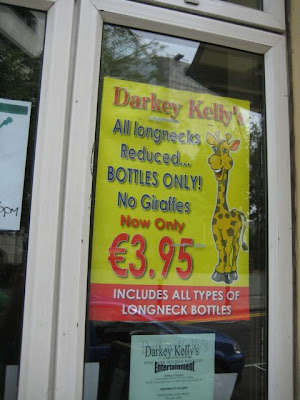 Darkey Kelly's
All longnecks
Reduced...
BOTTLES ONLY!
No Giraffes
Now Only
€3.95
INCLUDES ALL TYPES OF
LONGNECK BOTTLES
Darkey Kelly's
Entertainment